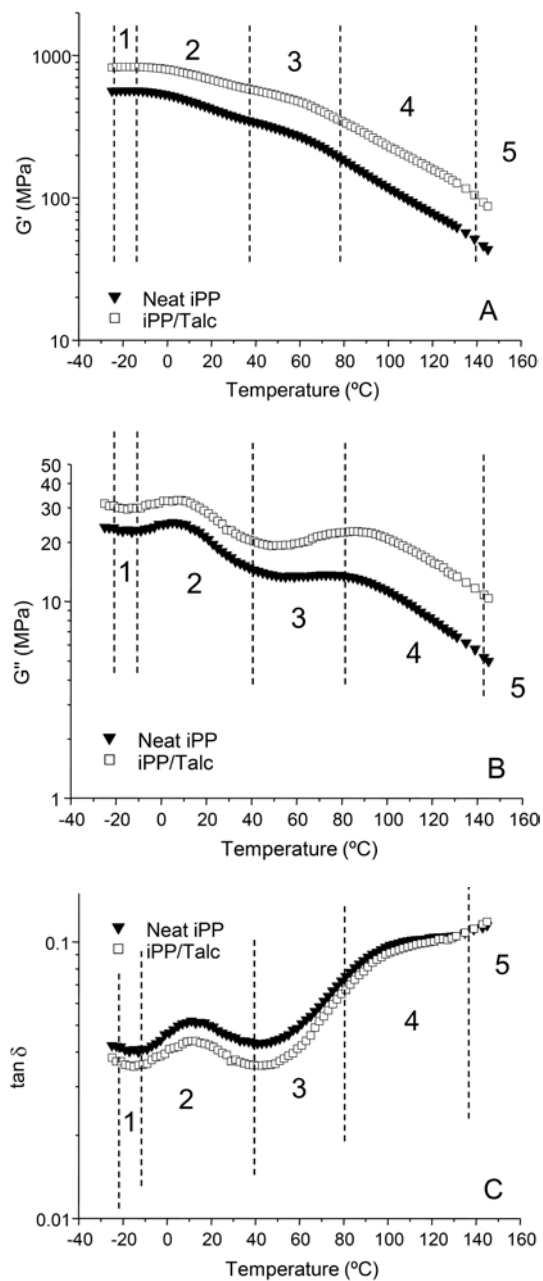 1000
100
10
G' (MPa)
1
2
3
4
5
Neat iPP
iPP/Talc
A
-40 -20 0 20 40 60 80 100 120 140 160
Temperature (ºC)
50
40
30
20
10
1
G'' (MPa)
1
2
3
4
5
Neat iPP
iPP/Talc
B
-40 -20 0 20 40 60 80 100 120 140 160
Temperature (ºC)
0.1
0.01
tan δ
Neat iPP
iPP/Talc
1
2
3
4
5
C
-40 -20 0 20 40 60 80 100 120 140 160
Temperature (ºC)